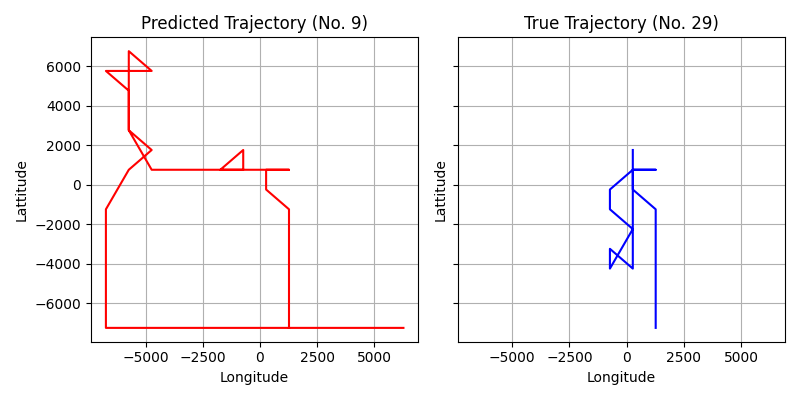 Predicted Trajectory (No. 9)
True Trajectory (No. 29)
Lattitude
6000
4000
2000
0
−2000
−4000
−6000
−5000 −2500 0 2500 5000
Longitude
Lattitude
−5000 −2500 0 2500 5000
Longitude